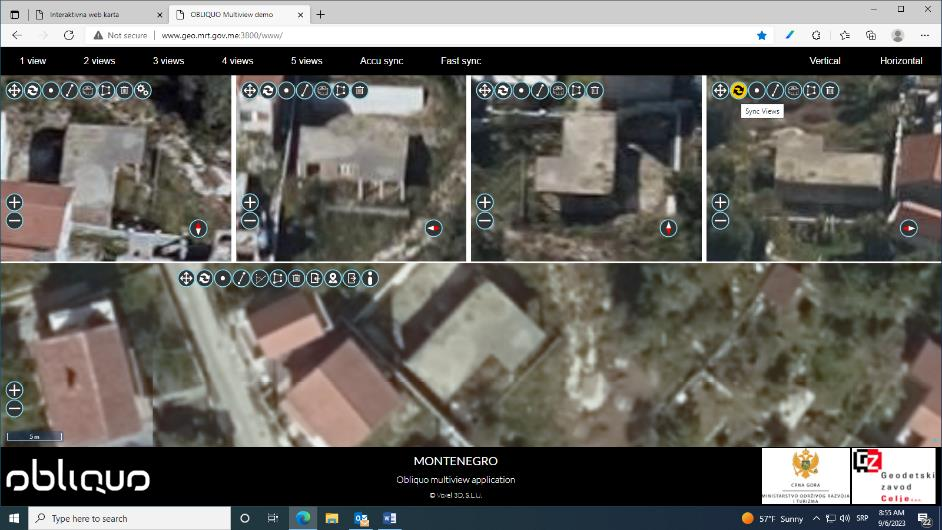 Interaktivna web karta
OBLIQUO Multiview demo
Not secure
www.geo.mrt.gov.me:3800/www/
1 view
2 views
3 views
4 views
5 views
Accu sync
Fast sync
Vertical
Horizontal
Sync Views
5 m
obliquo
MONTENEGRO
Obliquo multiview application
© Voxel 3D, S.L.U.
CRNA GORA
MINISTARSTVO ODRŽIVOG RAZVOJA
I TURIZMA
GZ
Geodetski
zavod
Celje d.o.o.
Type here to search
57°F Sunny
SRP
8:55 AM
9/6/2023
22